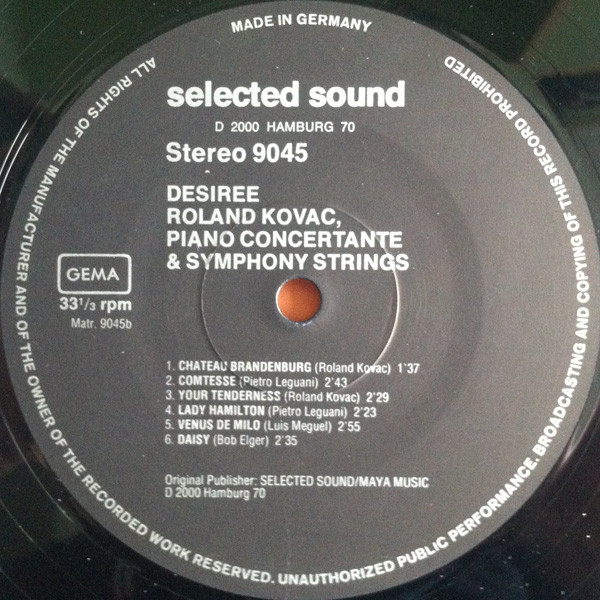 MADE IN GERMANY
ALL RIGHTS OF THE MANUFACTURER AND OF THE OWNER OF THE RECORDED WORK RESERVED. UNAUTHORIZED PUBLIC PERFORMANCE. BROADCASTING AND COPYING OF THIS RECORD PROHIBITED
selected sound
D 2000 HAMBURG 70
Stereo 9045
DESIREE
ROLAND KOVAC,
PIANO CONCERTANTE
& SYMPHONY STRINGS
GEMA
33 1/3 rpm
Matr. 9045b
1. CHATEAU BRANDENBURG (Roland Kovac) 1'37
2. COMTESSE (Pietro Leguani) 2'43
3. YOUR TENDERNESS (Roland Kovac) 2'29
4. LADY HAMILTON (Pietro Leguani) 2'23
5. VENUS DE MILO (Luis Meguel) 2'55
6. DAISY (Bob Elger) 2'35
Original Publisher: SELECTED SOUND/MAYA MUSIC
D 2000 Hamburg 70